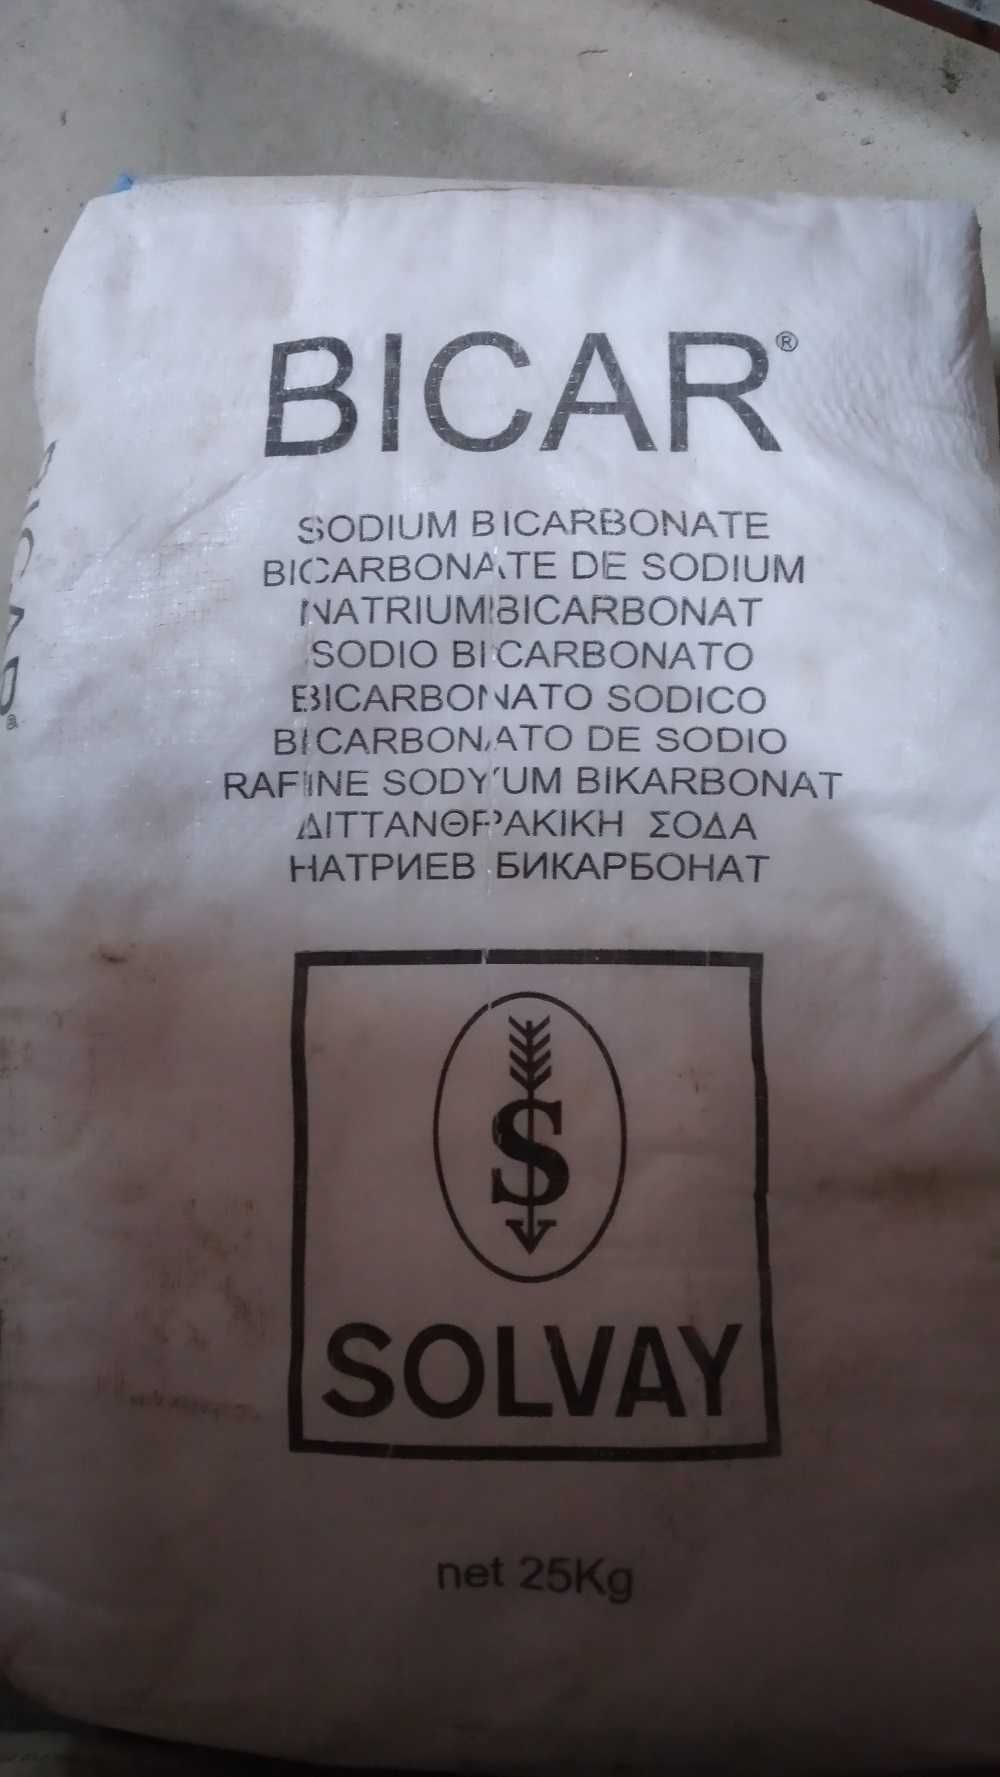 BICAR®
SODIUM BICARBONATE
BICARBONATE DE SODIUM
NATRIUMBICARBONAT
SODIO BICARBONATO
BICARBONATO SODICO
BICARBONATO DE SODIO
RAFINE SODYUM BIKARBONAT
ΔΙΤΤΑΝΘΡΑΚΙΚΗ ΣΟΔΑ
НАТРИЕВ БИКАРБОНАТ
S
SOLVAY
net 25Kg
BICAR®